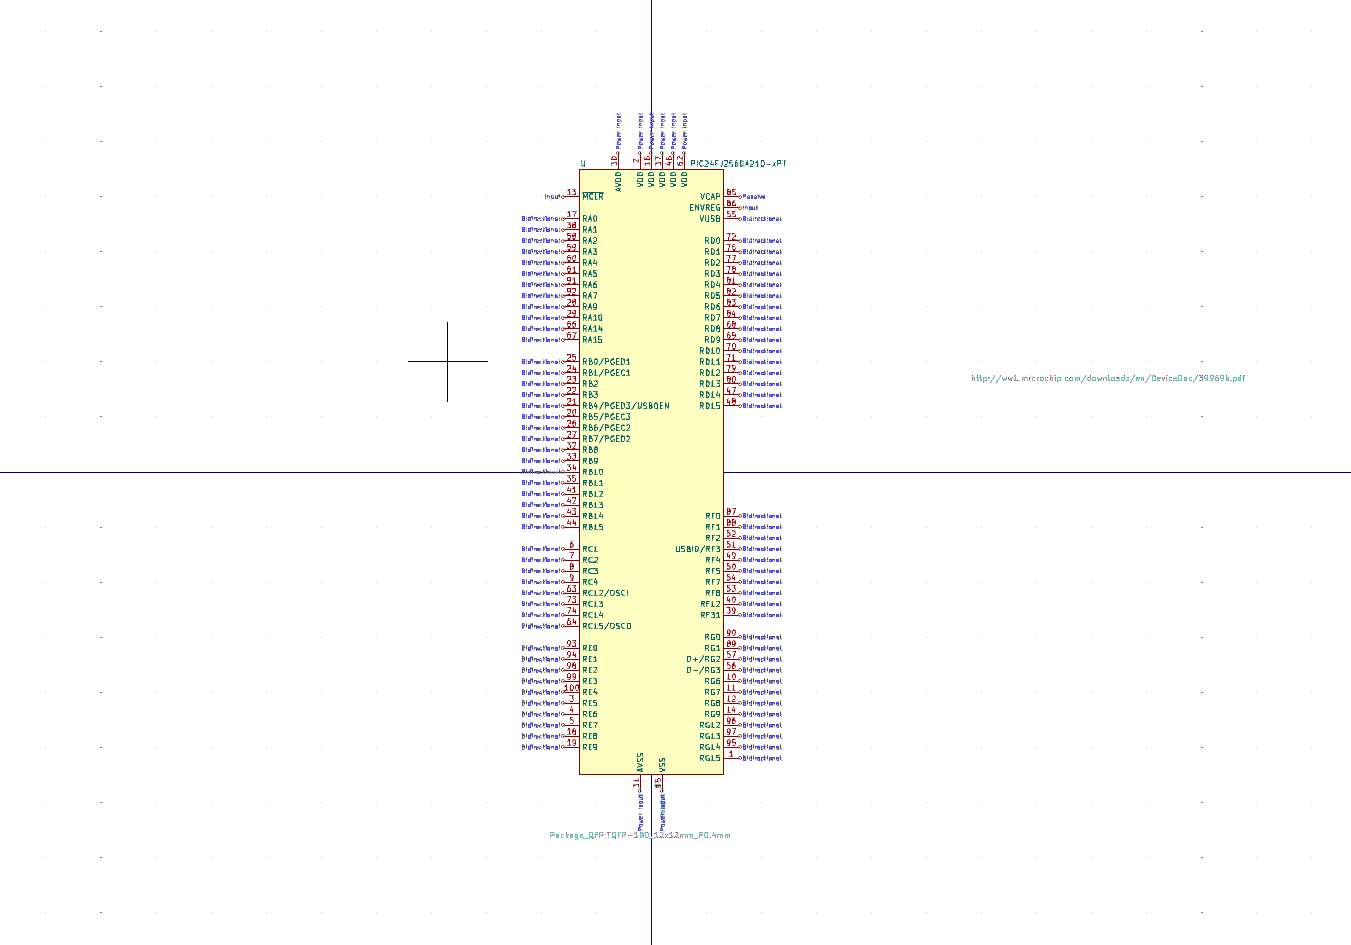 Power Input Power Input Power Input Power Input Power Input Power Input
30 2 16 37 46 62
U PIC24FJ256DA210-xPT
AVDD VDD VDD VDD VDD VDD
Input 13 MCLR VCAP 85 Passive
ENVREG 86 Input
Bidirectional 17 RA0 VUSB 55 Bidirectional
Bidirectional 38 RA1
Bidirectional 58 RA2 RD0 72 Bidirectional
Bidirectional 59 RA3 RD1 76 Bidirectional
Bidirectional 60 RA4 RD2 77 Bidirectional
Bidirectional 61 RA5 RD3 78 Bidirectional
Bidirectional 91 RA6 RD4 81 Bidirectional
Bidirectional 92 RA7 RD5 82 Bidirectional
Bidirectional 28 RA9 RD6 83 Bidirectional
Bidirectional 29 RA10 RD7 84 Bidirectional
Bidirectional 66 RA14 RD8 68 Bidirectional
Bidirectional 67 RA15 RD9 69 Bidirectional
RD10 70 Bidirectional
Bidirectional 25 RB0/PGED1 RD11 71 Bidirectional
Bidirectional 24 RB1/PGEC1 RD12 79 Bidirectional
http://ww1.microchip.com/downloads/en/DeviceDoc/39969b.pdf
Bidirectional 23 RB2 RD13 80 Bidirectional
Bidirectional 22 RB3 RD14 47 Bidirectional
Bidirectional 21 RB4/PGED3/USBOEN RD15 48 Bidirectional
Bidirectional 20 RB5/PGEC3
Bidirectional 26 RB6/PGEC2
Bidirectional 27 RB7/PGED2
Bidirectional 32 RB8
Bidirectional 33 RB9
Bidirectional 34 RB10
Bidirectional 35 RB11
Bidirectional 41 RB12
Bidirectional 42 RB13
Bidirectional 43 RB14 RF0 87 Bidirectional
Bidirectional 44 RB15 RF1 88 Bidirectional
RF2 52 Bidirectional
Bidirectional 6 RC1 USBID/RF3 51 Bidirectional
Bidirectional 7 RC2 RF4 49 Bidirectional
Bidirectional 8 RC3 RF5 50 Bidirectional
Bidirectional 9 RC4 RF7 54 Bidirectional
Bidirectional 63 RC12/OSCI RF8 53 Bidirectional
Bidirectional 73 RC13 RF12 40 Bidirectional
Bidirectional 74 RC14 RF31 39 Bidirectional
Bidirectional 64 RC15/OSCO
RG0 90 Bidirectional
Bidirectional 93 RE0 RG1 89 Bidirectional
Bidirectional 94 RE1 D+/RG2 57 Bidirectional
Bidirectional 98 RE2 D-/RG3 56 Bidirectional
Bidirectional 99 RE3 RG6 10 Bidirectional
Bidirectional 100 RE4 RG7 11 Bidirectional
Bidirectional 3 RE5 RG8 12 Bidirectional
Bidirectional 4 RE6 RG9 14 Bidirectional
Bidirectional 5 RE7 RG12 96 Bidirectional
Bidirectional 18 RE8 RG13 97 Bidirectional
Bidirectional 19 RE9 RG14 95 Bidirectional
RG15 1 Bidirectional
AVSS VSS
31
Power Input Power Input
Package_QFP:TQFP-100_12x12mm_P0.4mm